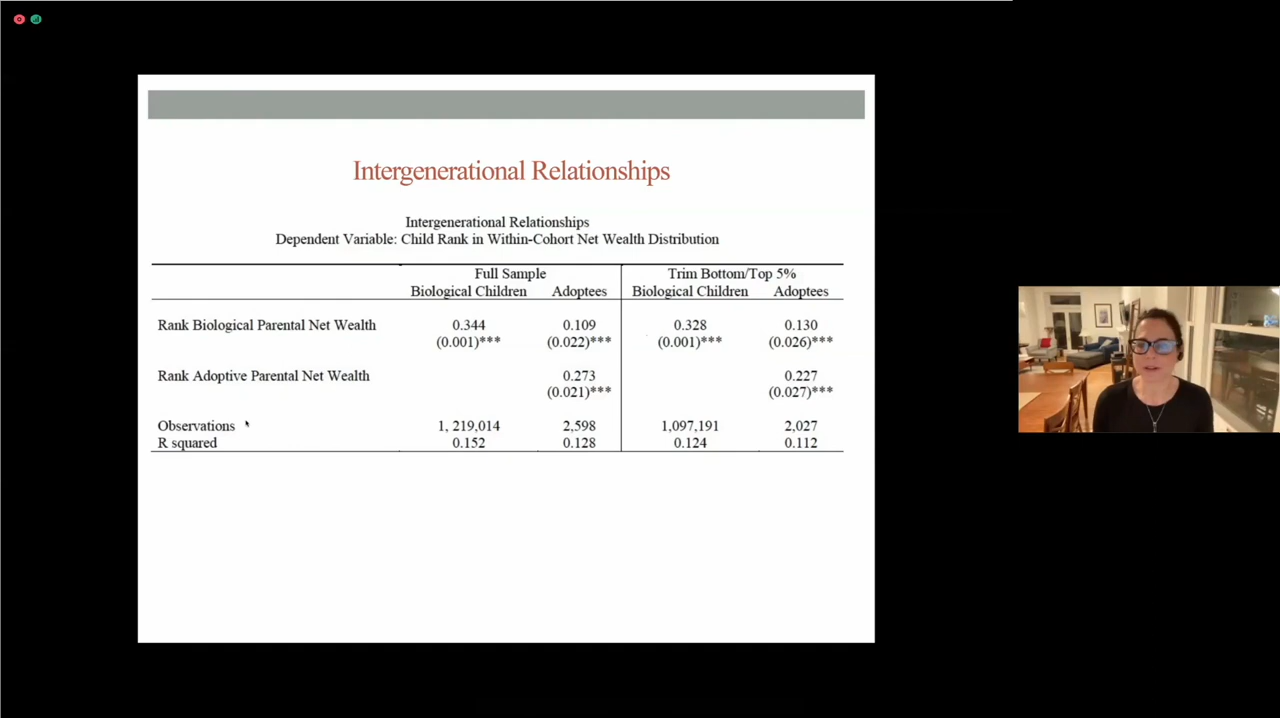 Intergenerational Relationships
Intergenerational Relationships
Dependent Variable: Child Rank in Within-Cohort Net Wealth Distribution
Full Sample Trim Bottom/Top 5%
Biological Children Adoptees Biological Children Adoptees
Rank Biological Parental Net Wealth 0.344 0.109 0.328 0.130
(0.001)*** (0.022)*** (0.001)*** (0.026)***
Rank Adoptive Parental Net Wealth 0.273 0.227
(0.021)*** (0.027)***
Observations 1, 219,014 2,598 1,097,191 2,027
R squared 0.152 0.128 0.124 0.112